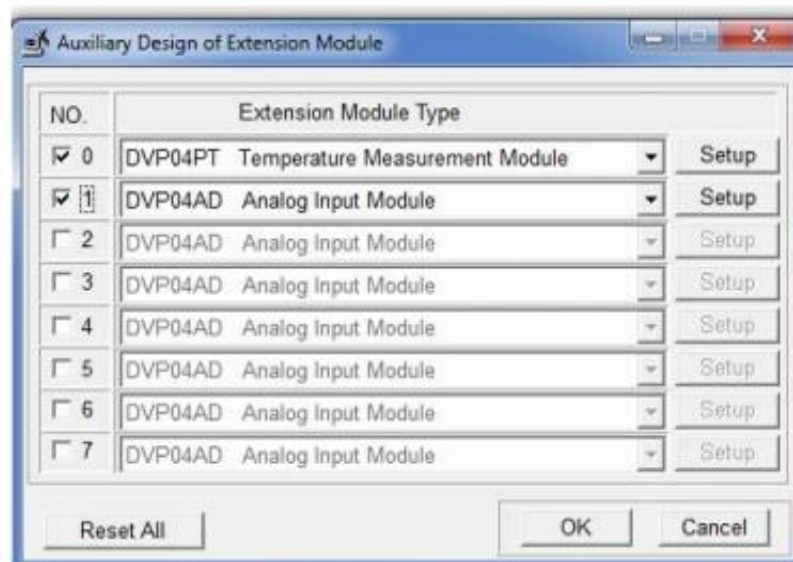 Auxiliary Design of Extension Module
NO. Extension Module Type
0 DVP04PT Temperature Measurement Module Setup
1 DVP04AD Analog Input Module Setup
2 DVP04AD Analog Input Module Setup
3 DVP04AD Analog Input Module Setup
4 DVP04AD Analog Input Module Setup
5 DVP04AD Analog Input Module Setup
6 DVP04AD Analog Input Module Setup
7 DVP04AD Analog Input Module Setup
Reset All OK Cancel